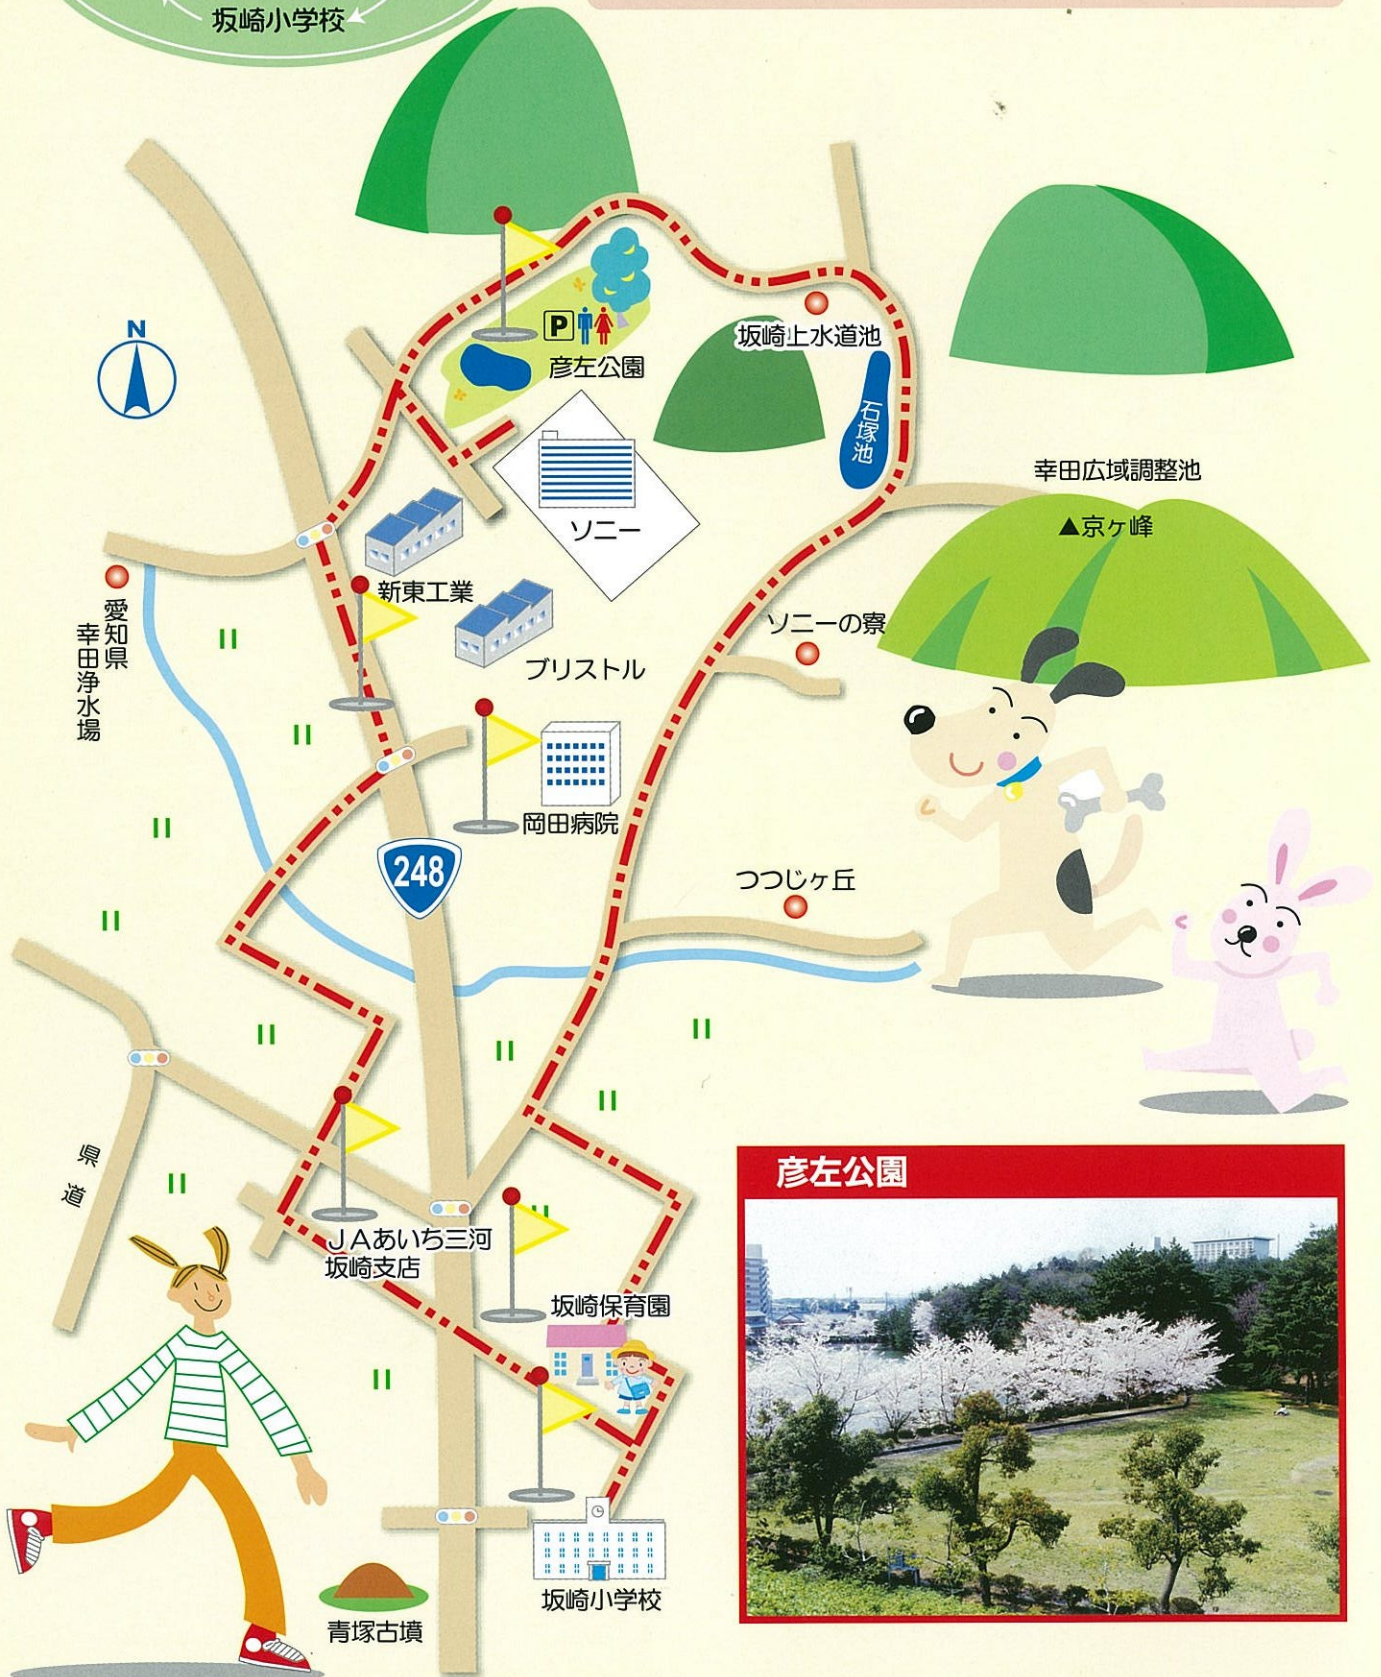 坂崎小学校
N
P
彦左公園
坂崎上水道池
石塚池
幸田広域調整池
▲京ヶ峰
ソニー
新東工業
愛知県
幸田浄水場
ソニーの寮
ブリストル
岡田病院
248
つつじヶ丘
県道
JAあいち三河
坂崎支店
坂崎保育園
彦左公園
坂崎小学校
青塚古墳